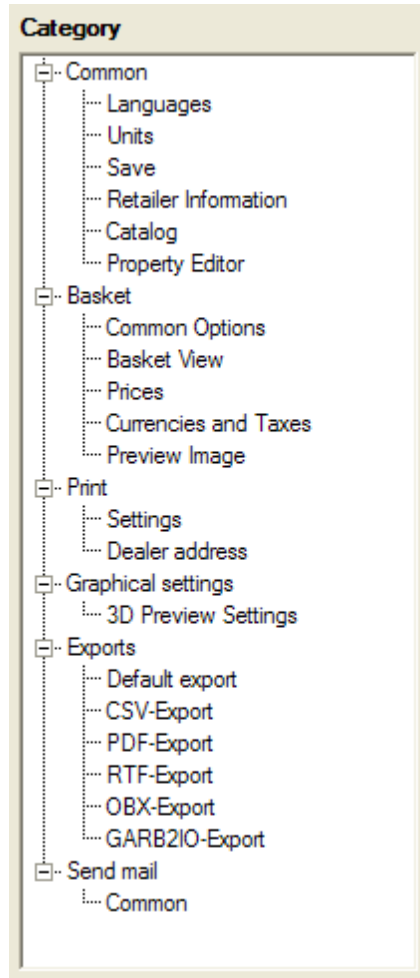 Category
Common
Languages
Units
Save
Retailer Information
Catalog
Property Editor
Basket
Common Options
Basket View
Prices
Currencies and Taxes
Preview Image
Print
Settings
Dealer address
Graphical settings
3D Preview Settings
Exports
Default export
CSV-Export
PDF-Export
RTF-Export
OBX-Export
GARB2IO-Export
Send mail
Common